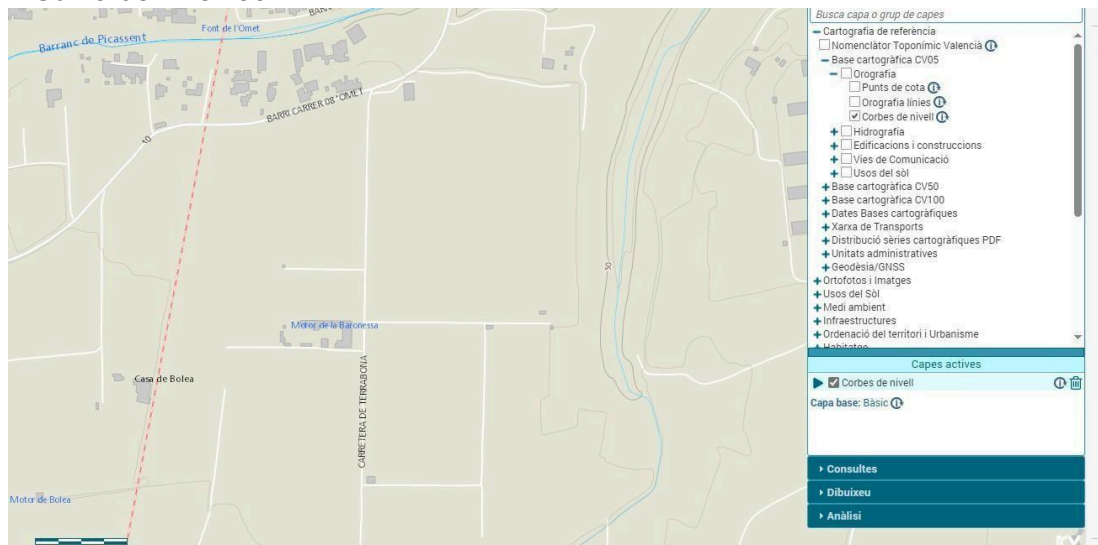 Font de l'Omet
Barranc de Picassent
BARRI CARRER 08 *OMET
10
50
Motor de la Baronessa
Casa de Bolea
CARRETERA DE TERRABONA
Motor de Bolea
Busca capa o grup de capes
Cartografia de referència
Nomenclàtor Toponímic Valencià
Base cartogràfica CV05
Orografia
Punts de cota
Orografia línies
Corbes de nivell
Hidrografia
Edificacions i construccions
Vies de Comunicació
Usos del sòl
Base cartogràfica CV50
Base cartogràfica CV100
Dates Bases cartogràfiques
Xarxa de Transports
Distribució sèries cartogràfiques PDF
Unitats administratives
Geodèsia/GNSS
Ortofotos i Imatges
Usos del Sòl
Medi ambient
Infraestructures
Ordenació del territori i Urbanisme
Habitatge
Capes actives
Corbes de nivell
Capa base: Bàsic
Consultes
Dibuixeu
Anàlisi